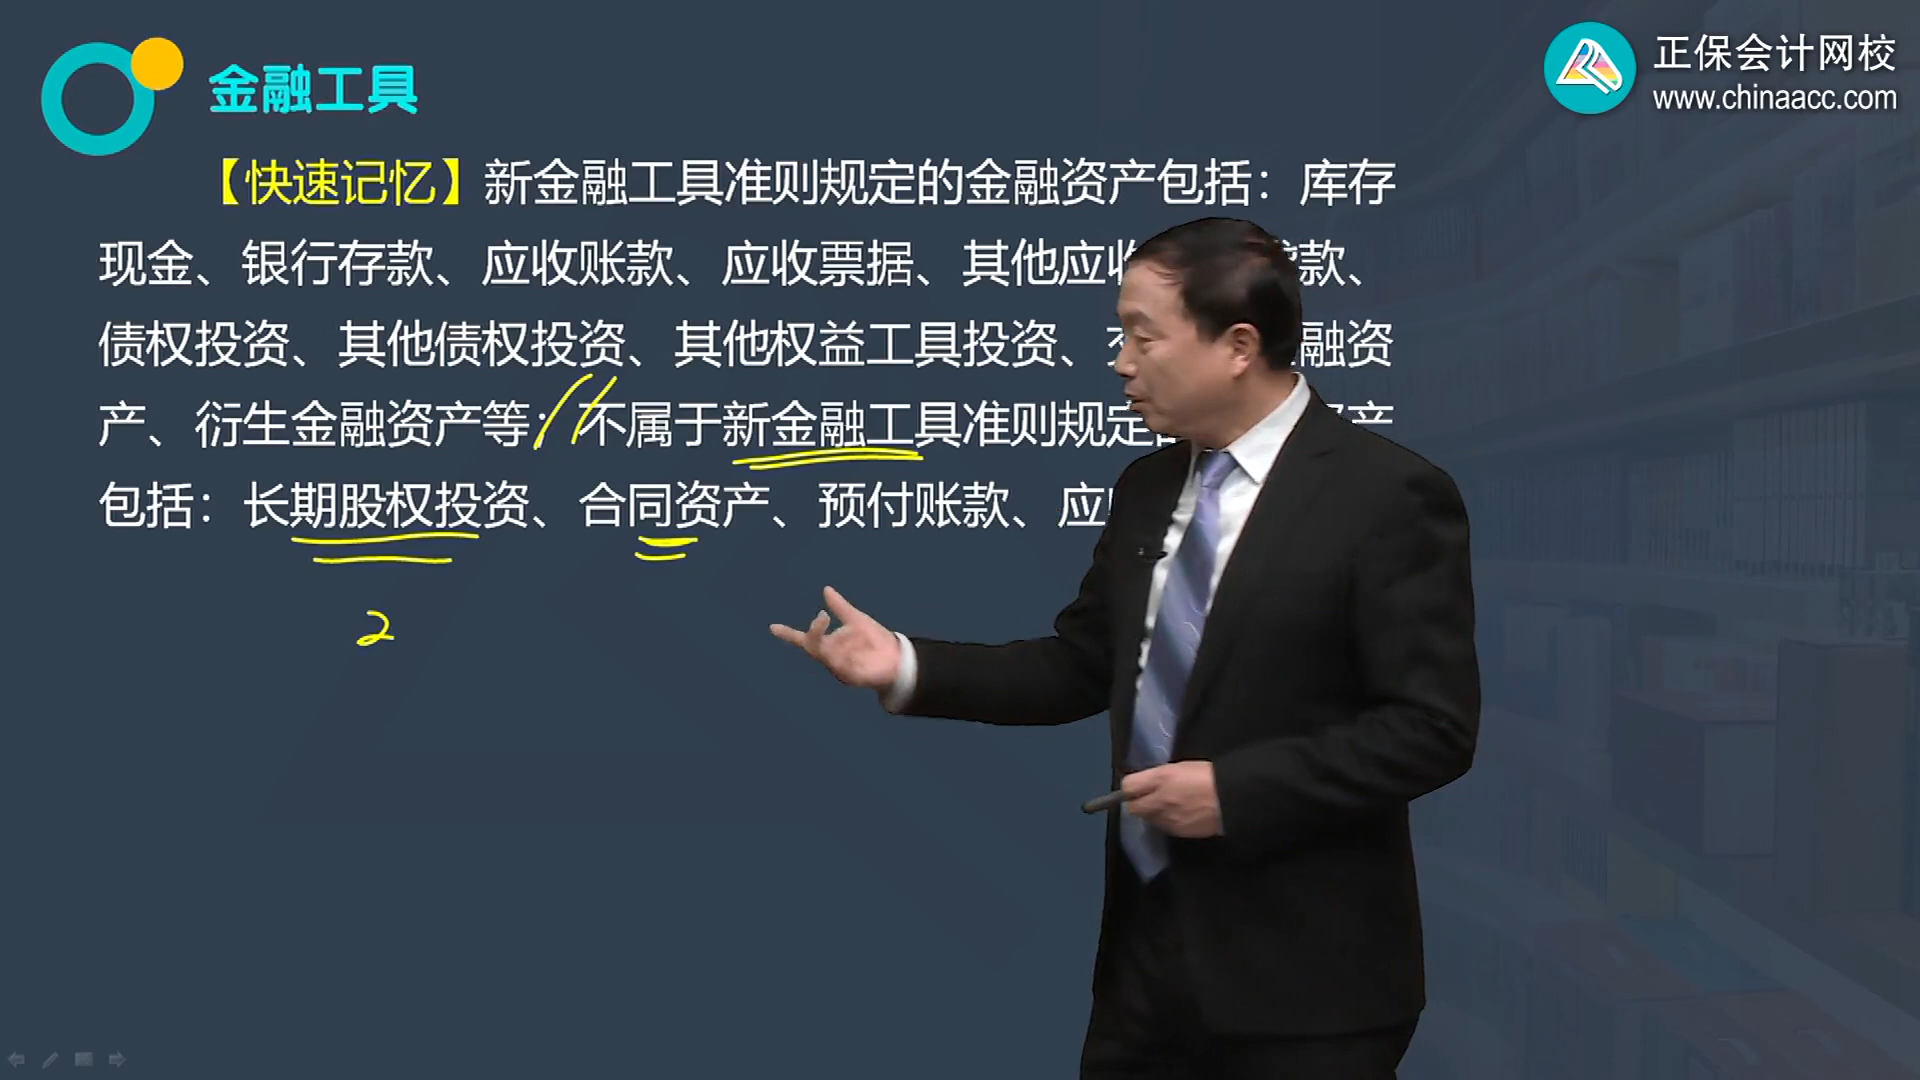 金融工具
正保会计网校
www.chinaacc.com
【快速记忆】新金融工具准则规定的金融资产包括：库存
现金、银行存款、应收账款、应收票据、其他应 款、
债权投资、其他债权投资、其他权益工具投资、 融资
产、衍生金融资产等；不属于新金融工具准则规定 产
包括：长期股权投资、合同资产、预付账款、应
2